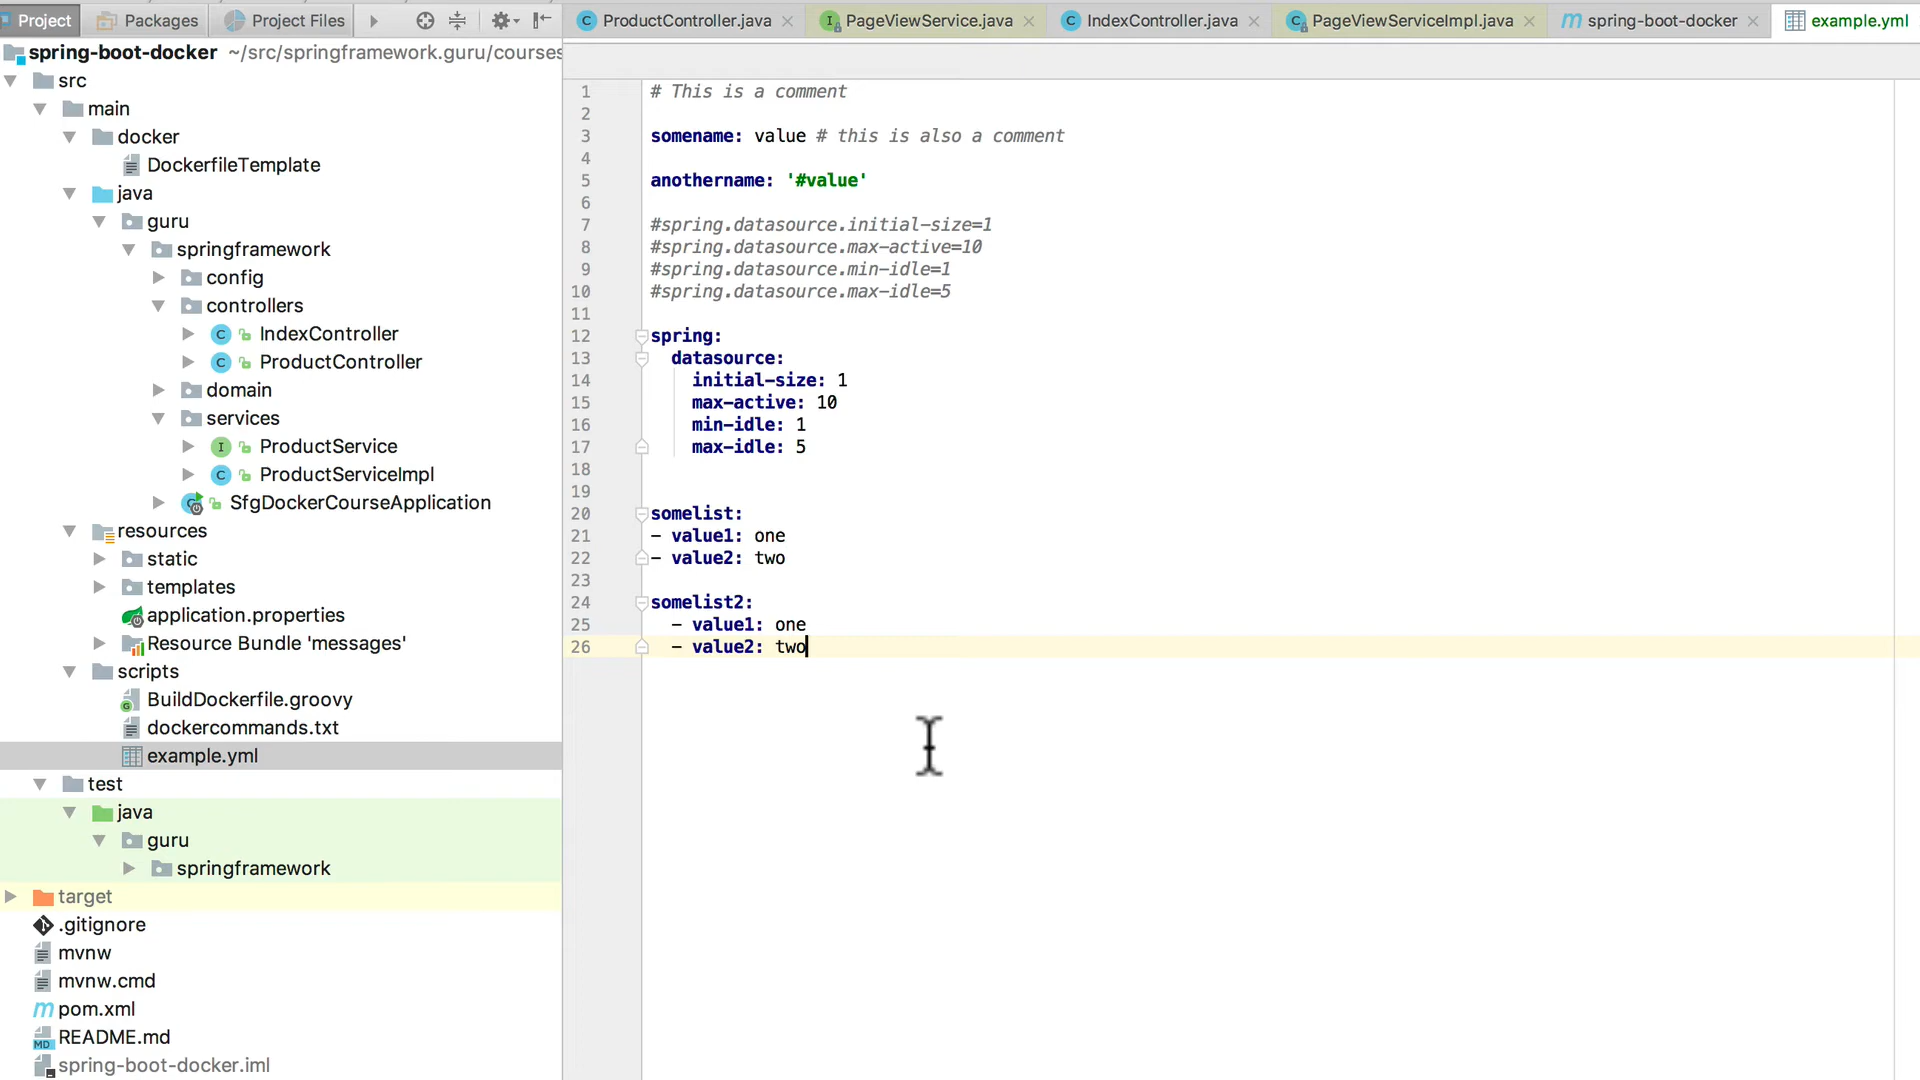 Project Packages Project Files
ProductController.java PageViewService.java IndexController.java PageViewServiceImpl.java spring-boot-docker example.yml
spring-boot-docker ~/src/springframework.guru/courses
src
main
docker
DockerfileTemplate
java
guru
springframework
config
controllers
IndexController
ProductController
domain
services
ProductService
ProductServiceImpl
SfgDockerCourseApplication
resources
static
templates
application.properties
Resource Bundle 'messages'
scripts
BuildDockerfile.groovy
dockercommands.txt
example.yml
test
java
guru
springframework
target
.gitignore
mvnw
mvnw.cmd
pom.xml
README.md
spring-boot-docker.iml
1 # This is a comment
2
3 somename: value # this is also a comment
4
5 anothername: '#value'
6
7 #spring.datasource.initial-size=1
8 #spring.datasource.max-active=10
9 #spring.datasource.min-idle=1
10 #spring.datasource.max-idle=5
11
12 spring:
13 datasource:
14 initial-size: 1
15 max-active: 10
16 min-idle: 1
17 max-idle: 5
18
19
20 somelist:
21 - value1: one
22 - value2: two
23
24 somelist2:
25 - value1: one
26 - value2: two